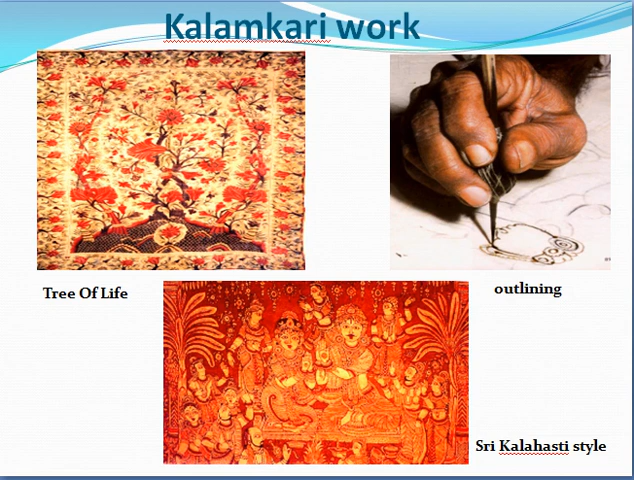 Kalamkari work
Tree Of Life
outlining
Sri Kalahasti style